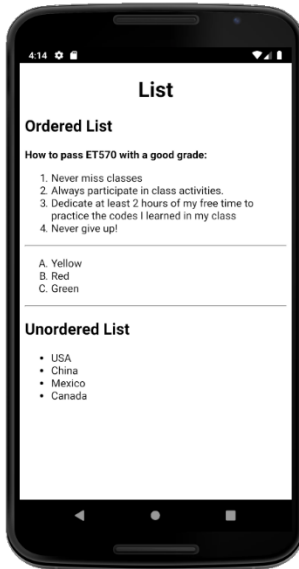 4:14
List
Ordered List
How to pass ET570 with a good grade:
1. Never miss classes
2. Always participate in class activities.
3. Dedicate at least 2 hours of my free time to
practice the codes I learned in my class
4. Never give up!
A. Yellow
B. Red
C. Green
Unordered List
• USA
• China
• Mexico
• Canada